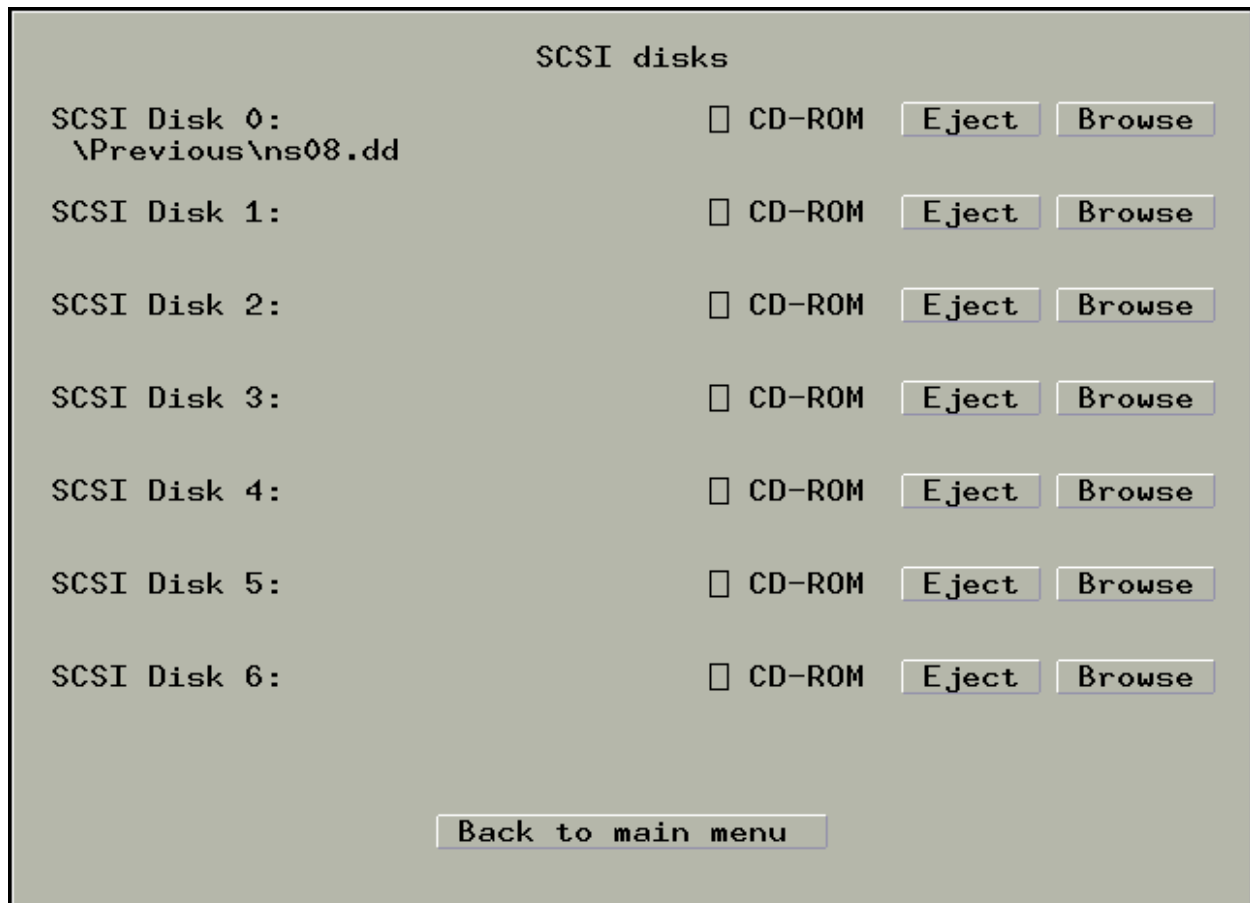 SCSI disks
SCSI Disk 0: CD-ROM Eject Browse
\Previous\ns08.dd
SCSI Disk 1: CD-ROM Eject Browse
SCSI Disk 2: CD-ROM Eject Browse
SCSI Disk 3: CD-ROM Eject Browse
SCSI Disk 4: CD-ROM Eject Browse
SCSI Disk 5: CD-ROM Eject Browse
SCSI Disk 6: CD-ROM Eject Browse
Back to main menu